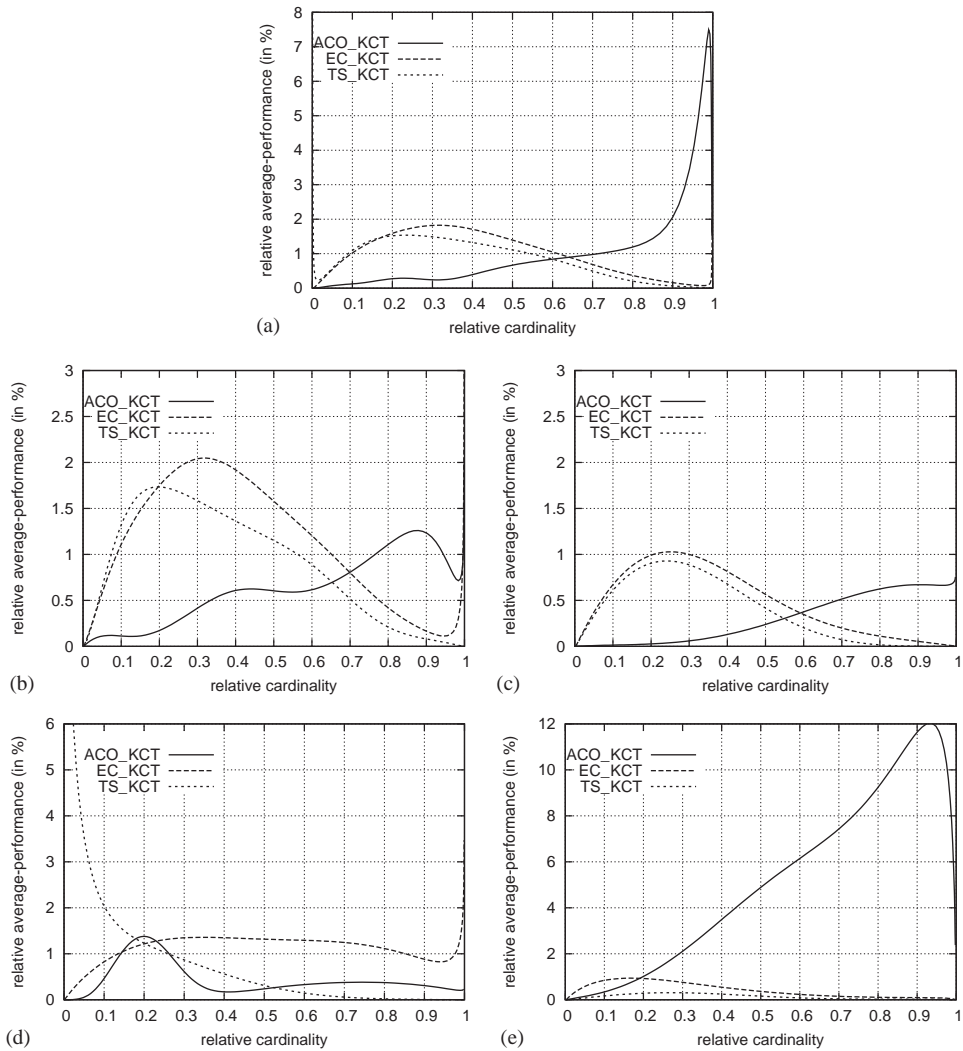 8
7
6
5
4
3
2
1
0
relative average-performance (in %)
ACO_KCT
EC_KCT
TS_KCT
0 0.1 0.2 0.3 0.4 0.5 0.6 0.7 0.8 0.9 1
relative cardinality
(a)
3
2.5
2
1.5
1
0.5
0
relative average-performance (in %)
ACO_KCT
EC_KCT
TS_KCT
0 0.1 0.2 0.3 0.4 0.5 0.6 0.7 0.8 0.9 1
relative cardinality
(b)
3
2.5
2
1.5
1
0.5
0
relative average-performance (in %)
ACO_KCT
EC_KCT
TS_KCT
0 0.1 0.2 0.3 0.4 0.5 0.6 0.7 0.8 0.9 1
relative cardinality
(c)
6
5
4
3
2
1
0
relative average-performance (in %)
ACO_KCT
EC_KCT
TS_KCT
0 0.1 0.2 0.3 0.4 0.5 0.6 0.7 0.8 0.9 1
relative cardinality
(d)
12
10
8
6
4
2
0
relative average-performance (in %)
ACO_KCT
EC_KCT
TS_KCT
0 0.1 0.2 0.3 0.4 0.5 0.6 0.7 0.8 0.9 1
relative cardinality
(e)